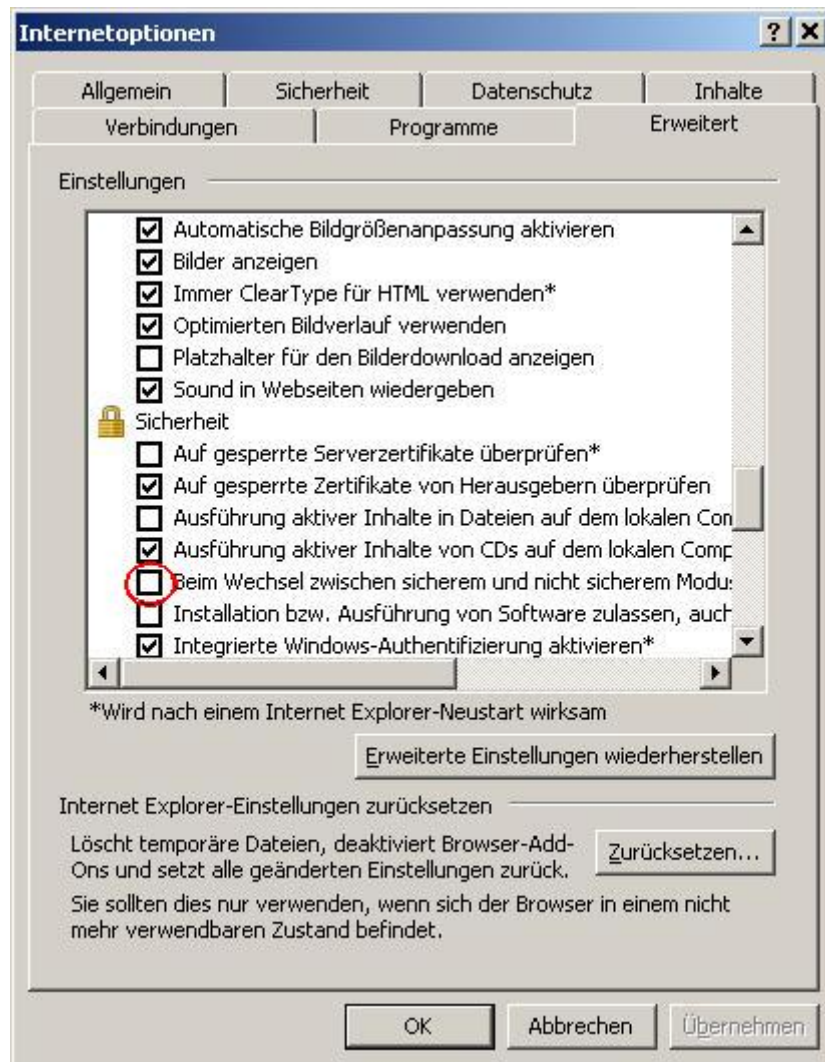 Internetoptionen
Allgemein Sicherheit Datenschutz Inhalte
Verbindungen Programme Erweitert
Einstellungen
Automatische Bildgrößenanpassung aktivieren
Bilder anzeigen
Immer ClearType für HTML verwenden*
Optimierten Bildverlauf verwenden
Platzhalter für den Bilderdownload anzeigen
Sound in Webseiten wiedergeben
Sicherheit
Auf gesperrte Serverzertifikate überprüfen*
Auf gesperrte Zertifikate von Herausgebern überprüfen
Ausführung aktiver Inhalte in Dateien auf dem lokalen Con
Ausführung aktiver Inhalte von CDs auf dem lokalen Comp
Beim Wechsel zwischen sicherem und nicht sicherem Modus
Installation bzw. Ausführung von Software zulassen, auch
Integrierte Windows-Authentifizierung aktivieren*
*Wird nach einem Internet Explorer-Neustart wirksam
Erweiterte Einstellungen wiederherstellen
Internet Explorer-Einstellungen zurücksetzen
Löscht temporäre Dateien, deaktiviert Browser-Add-
Ons und setzt alle geänderten Einstellungen zurück.
Zurücksetzen...
Sie sollten dies nur verwenden, wenn sich der Browser in einem nicht
mehr verwendbaren Zustand befindet.
OK Abbrechen Übernehmen